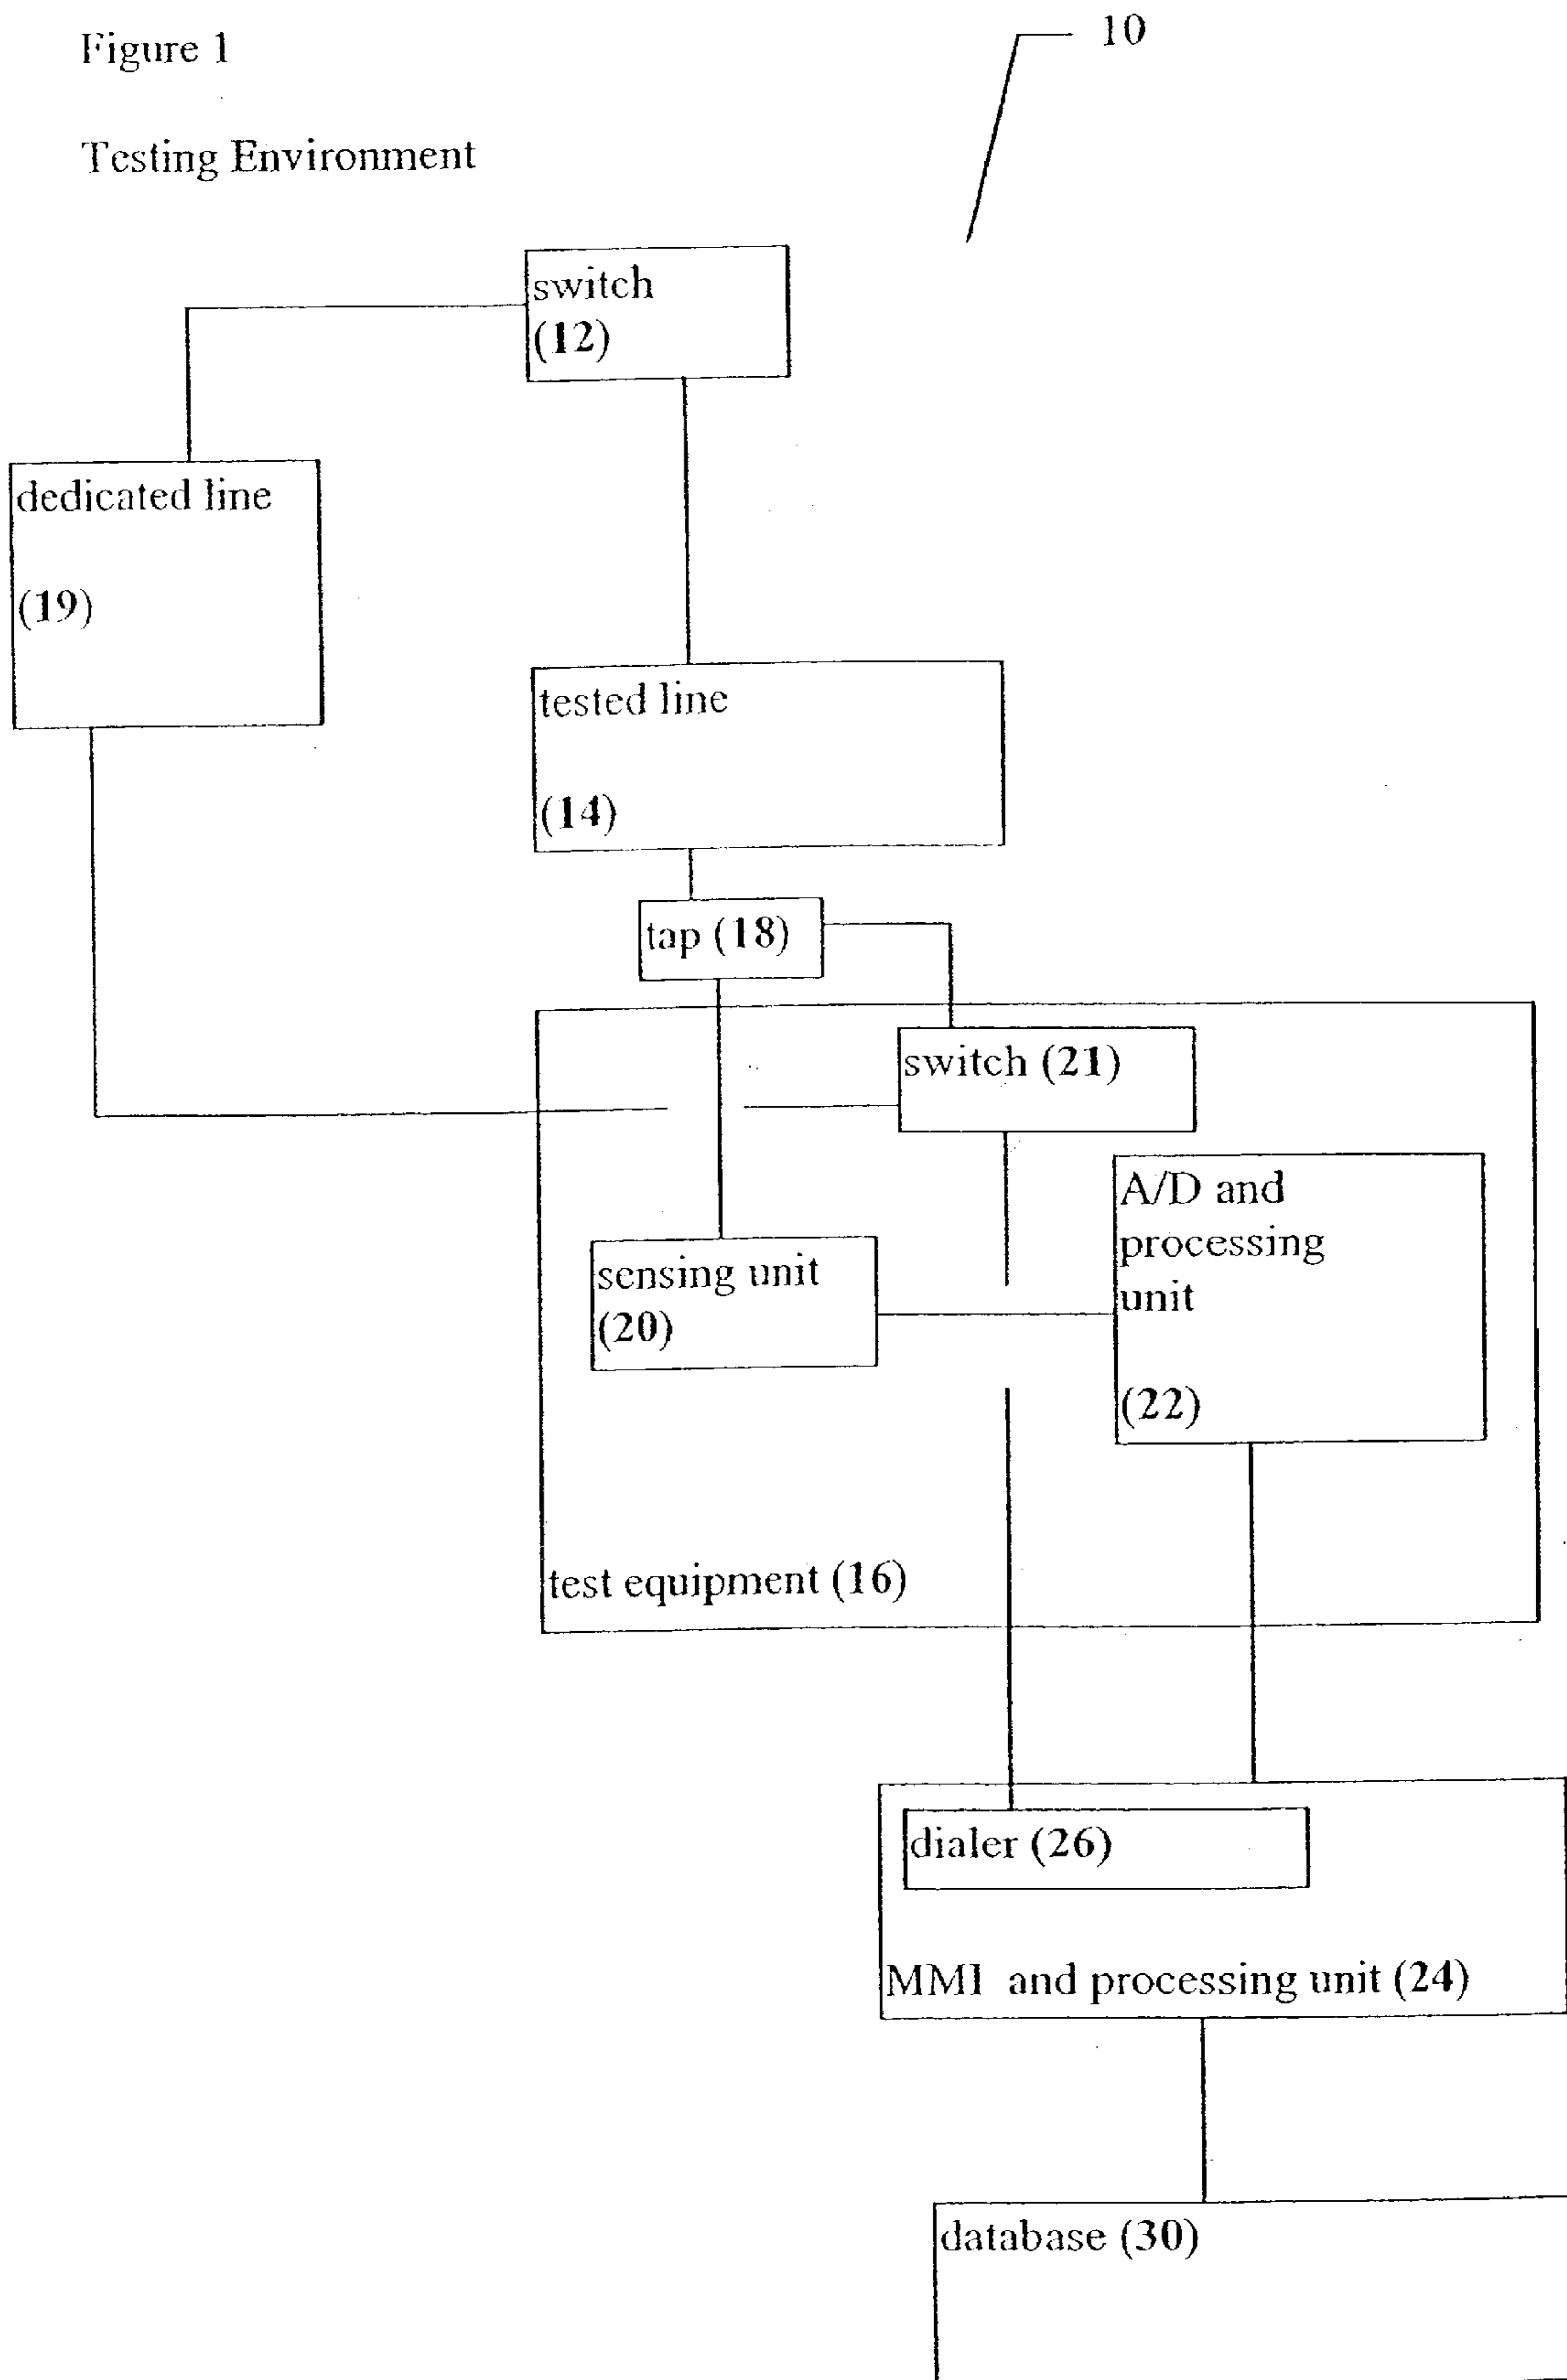 Figure 1
10
Testing Environment
switch
(12)
dedicated line
(19)
tested line
(14)
tap (18)
switch (21)
A/D and
processing
unit
(22)
sensing unit
(20)
test equipment (16)
dialer (26)
MMI and processing unit (24)
database (30)